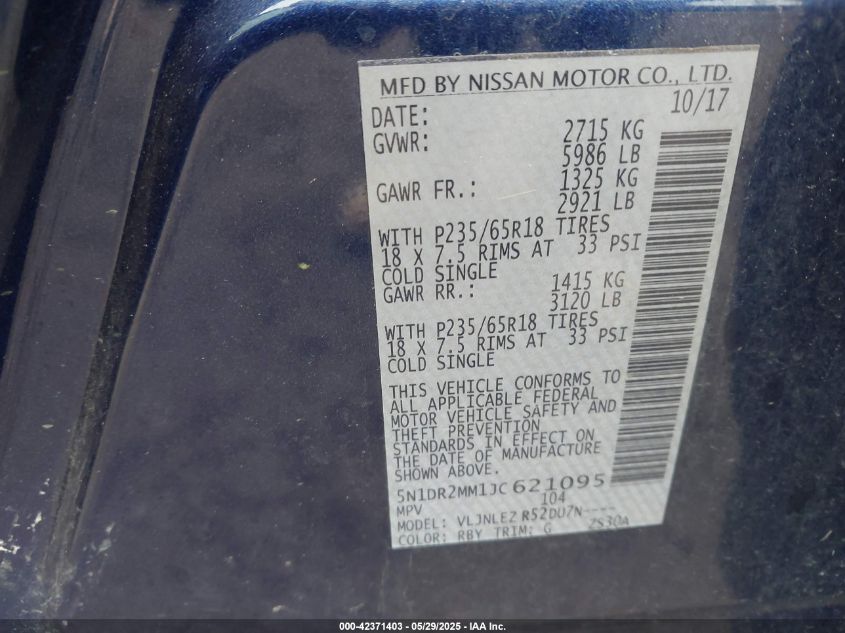 MFD BY NISSAN MOTOR CO., LTD.
DATE: 10/17
GVWR: 2715 KG
5986 LB
GAWR FR.: 1325 KG
2921 LB
WITH P235/65R18 TIRES
18 X 7.5 RIMS AT 33 PSI
COLD SINGLE
GAWR RR.: 1415 KG
3120 LB
WITH P235/65R18 TIRES
18 X 7.5 RIMS AT 33 PSI
COLD SINGLE
THIS VEHICLE CONFORMS TO
ALL APPLICABLE FEDERAL
MOTOR VEHICLE SAFETY AND
THEFT PREVENTION
STANDARDS IN EFFECT ON
THE DATE OF MANUFACTURE
SHOWN ABOVE.
5N1DR2MM1JC621095
MPV 104
MODEL: VLJNLEZ R52DUZN----
COLOR: RBY TRIM: G ZS30A
000-42371403 — 05/29/2025 - IAA Inc.